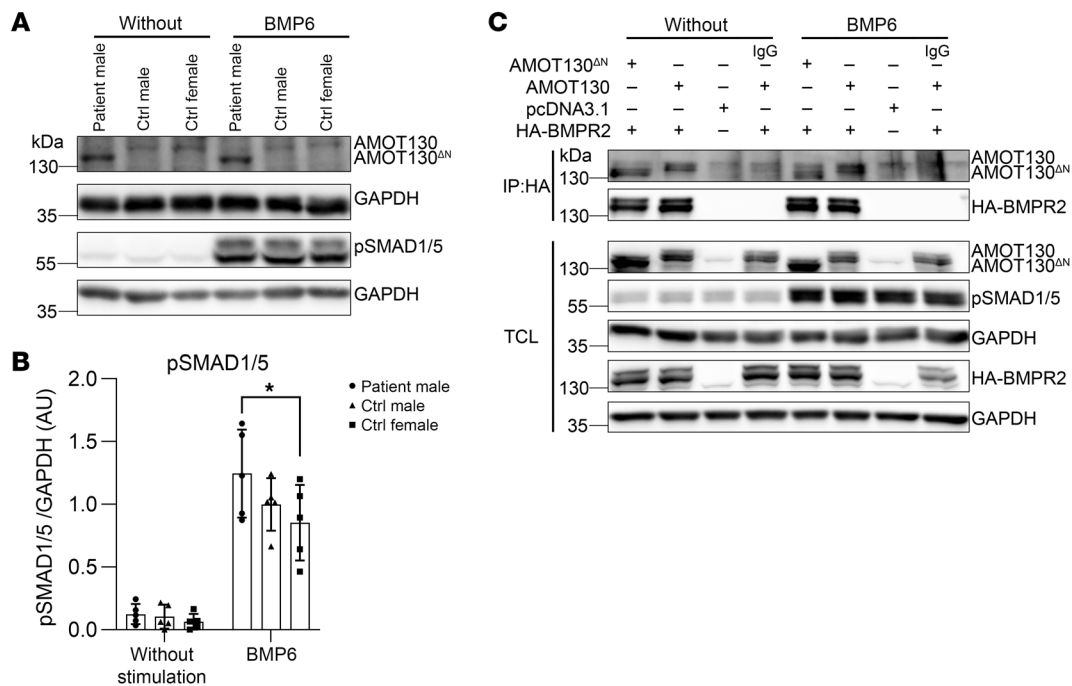 A
Without BMP6
Patient male
Ctrl male
Ctrl female
Patient male
Ctrl male
Ctrl female
kDa
AMOT130
130 AMOT130ΔN
GAPDH
35
pSMAD1/5
55
GAPDH
35
B
pSMAD1/5
pSMAD1/5 /GAPDH (AU)
2.0
1.5
1.0
0.5
0.0
*
Patient male
Ctrl male
Ctrl female
Without stimulation
BMP6
C
Without BMP6
IgG IgG
AMOT130ΔN + – – – + – – –
AMOT130 – + – + – + – +
pcDNA3.1 – – + – – – + –
HA-BMPR2 + + – + + + – +
IP:HA
kDa
AMOT130
130 AMOT130ΔN
130 HA-BMPR2
TCL
AMOT130
130 AMOT130ΔN
55 pSMAD1/5
35 GAPDH
130 HA-BMPR2
35 GAPDH